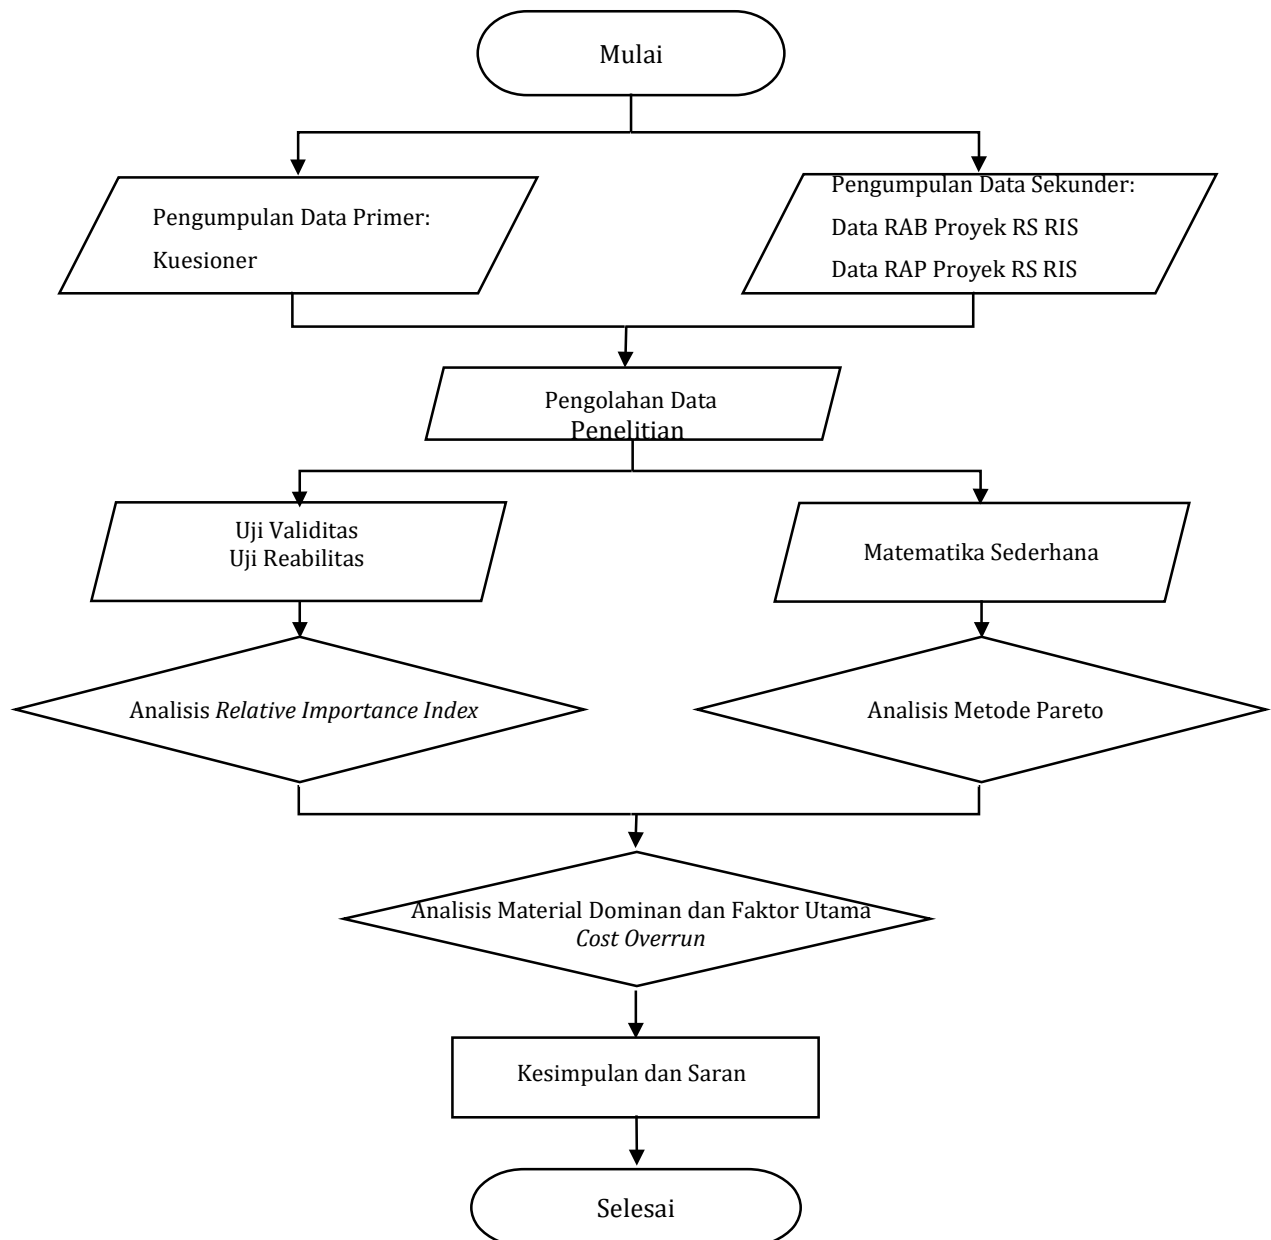 Mulai
Pengumpulan Data Primer:
Kuesioner
Pengumpulan Data Sekunder:
Data RAB Proyek RS RIS
Data RAP Proyek RS RIS
Pengolahan Data
Penelitian
Uji Validitas
Uji Reabilitas
Matematika Sederhana
Analisis Relative Importance Index
Analisis Metode Pareto
Analisis Material Dominan dan Faktor Utama
Cost Overrun
Kesimpulan dan Saran
Selesai